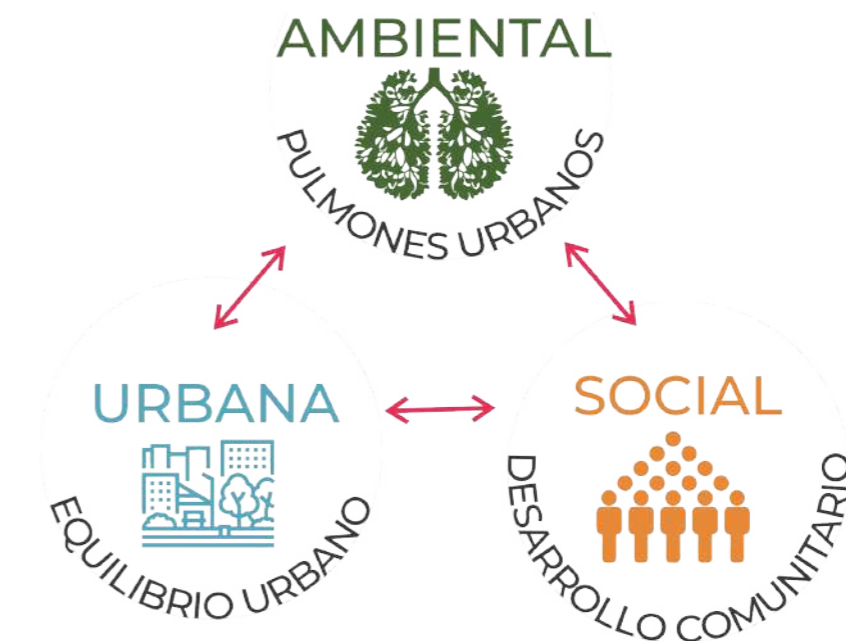 AMBIENTAL
PULMONES URBANOS
URBANA
EQUILIBRIO URBANO
SOCIAL
DESARROLLO COMUNITARIO